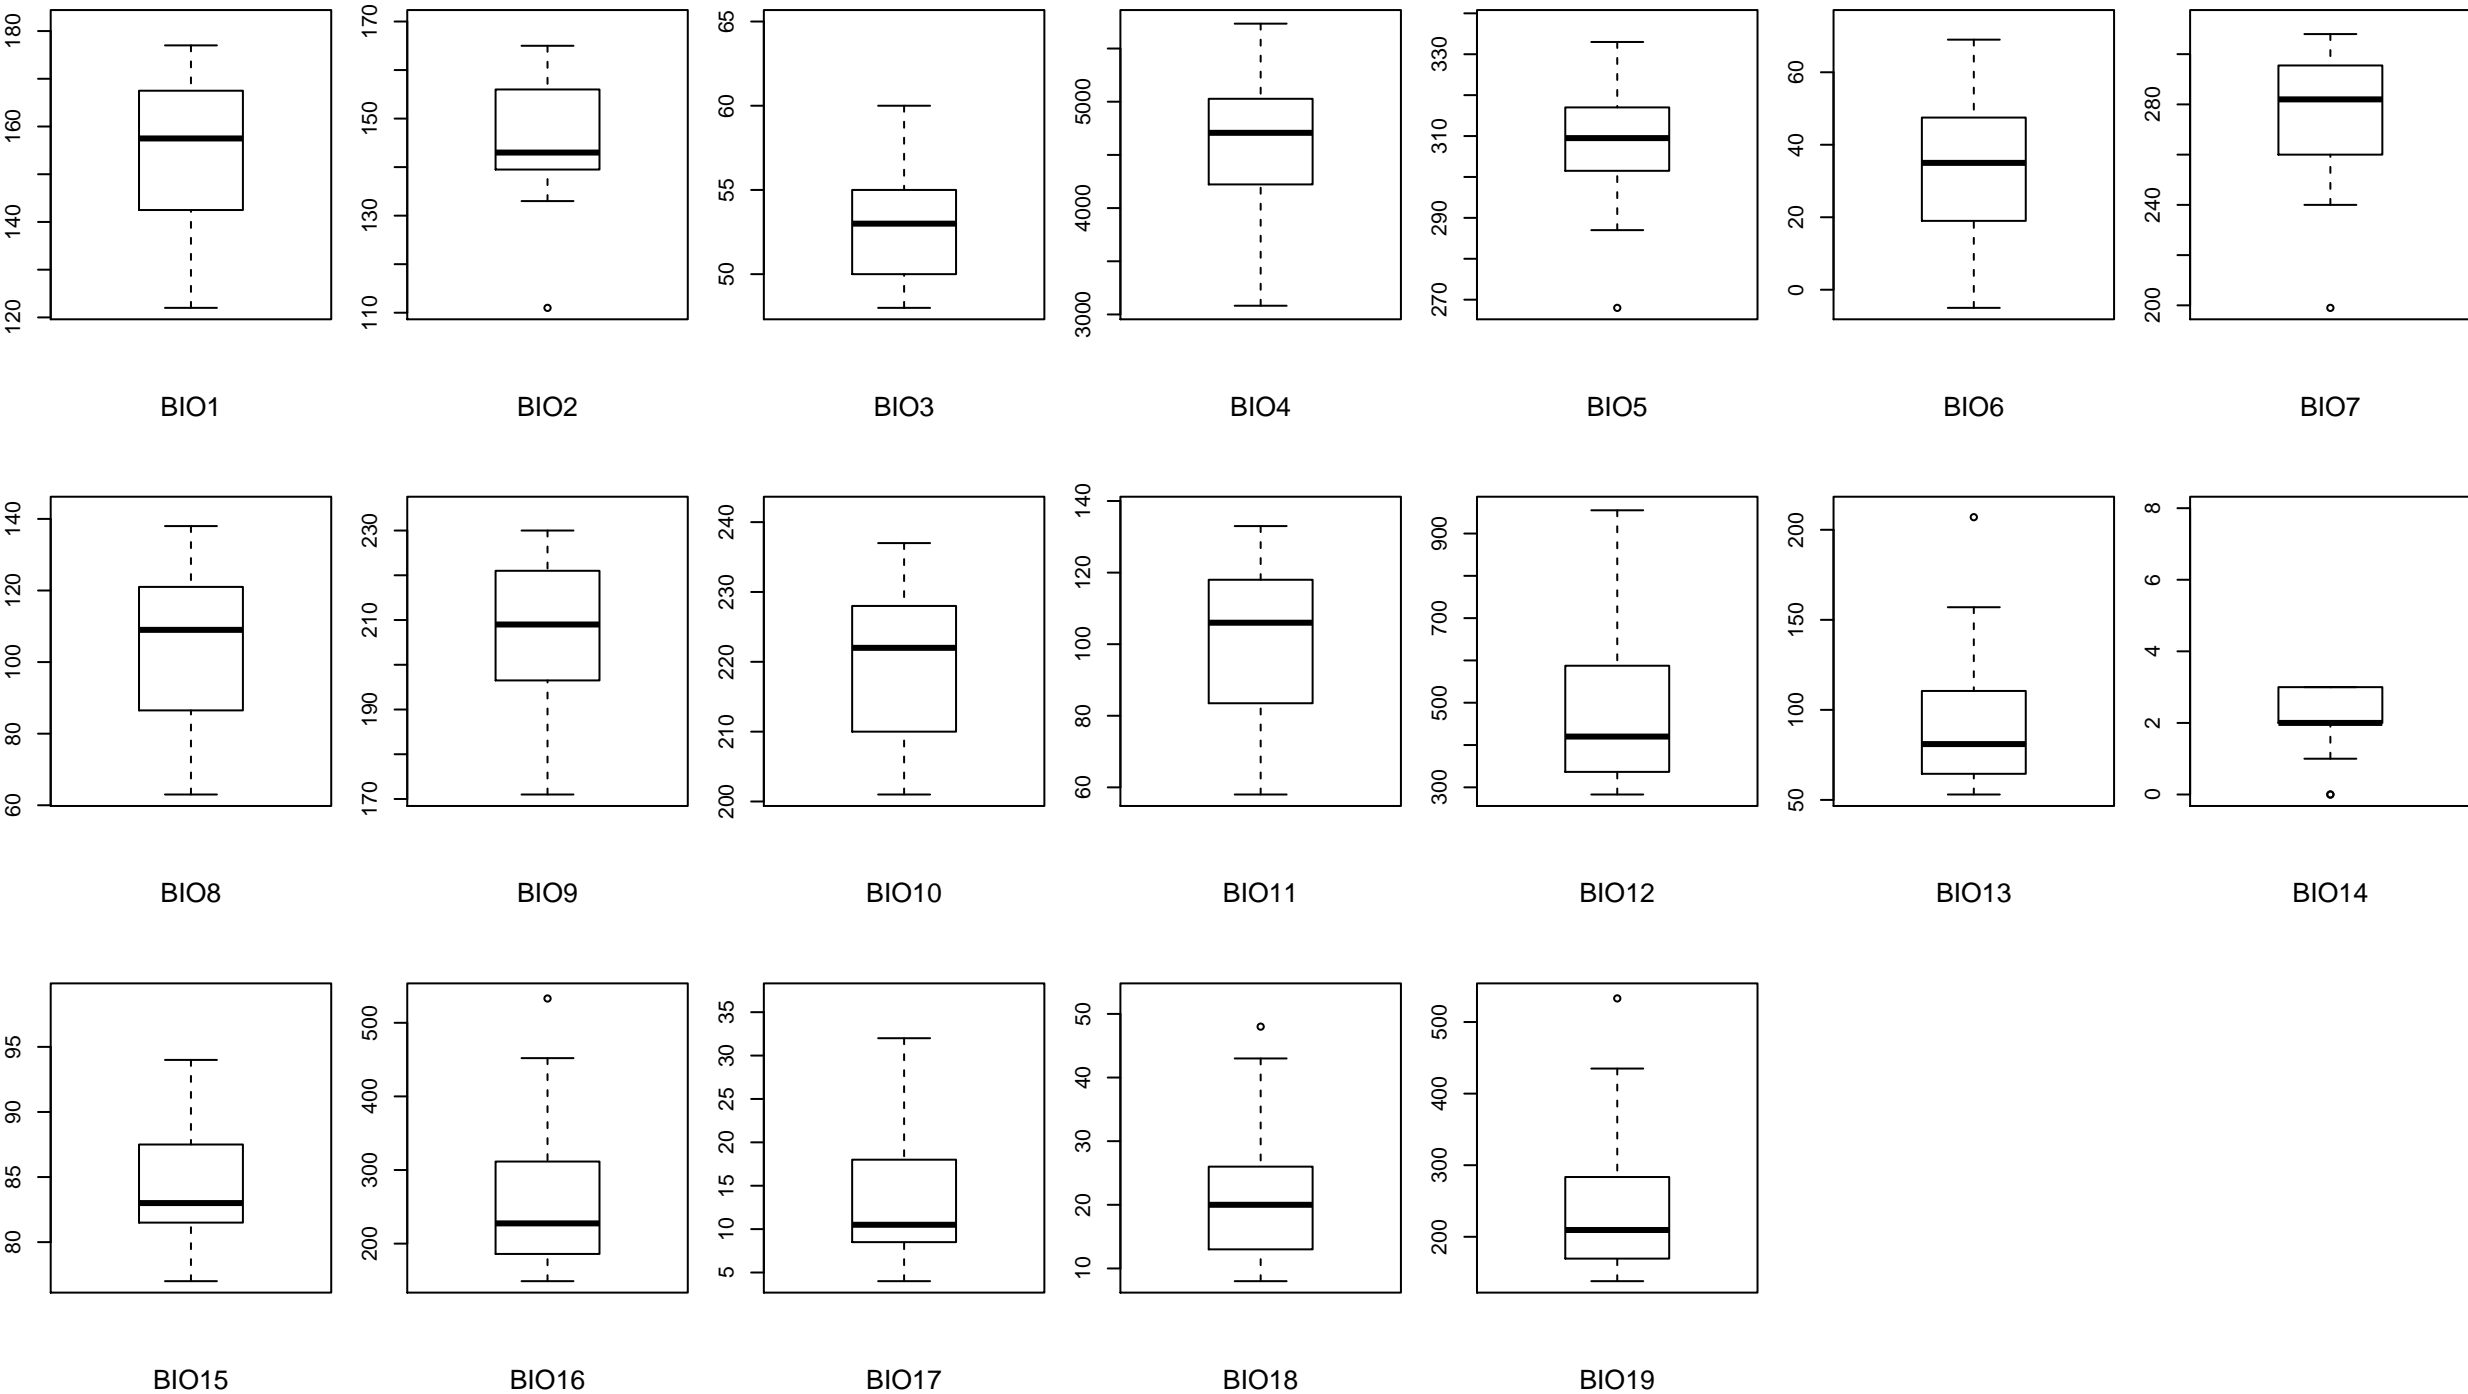 180 160 140 120
170 150 130 110
65 60 55 50
5000 4000 3000
330 310 290 270
60 40 20 0
280 240 200
BIO1 BIO2 BIO3 BIO4 BIO5 BIO6 BIO7
140 120 100 80 60
230 210 190 170
240 230 220 210 200
140 120 100 80 60
900 700 500 300
200 150 100 50
8 6 4 2 0
BIO8 BIO9 BIO10 BIO11 BIO12 BIO13 BIO14
95 90 85 80
500 400 300 200
35 30 25 20 15 10 5
50 40 30 20 10
500 400 300 200
BIO15 BIO16 BIO17 BIO18 BIO19